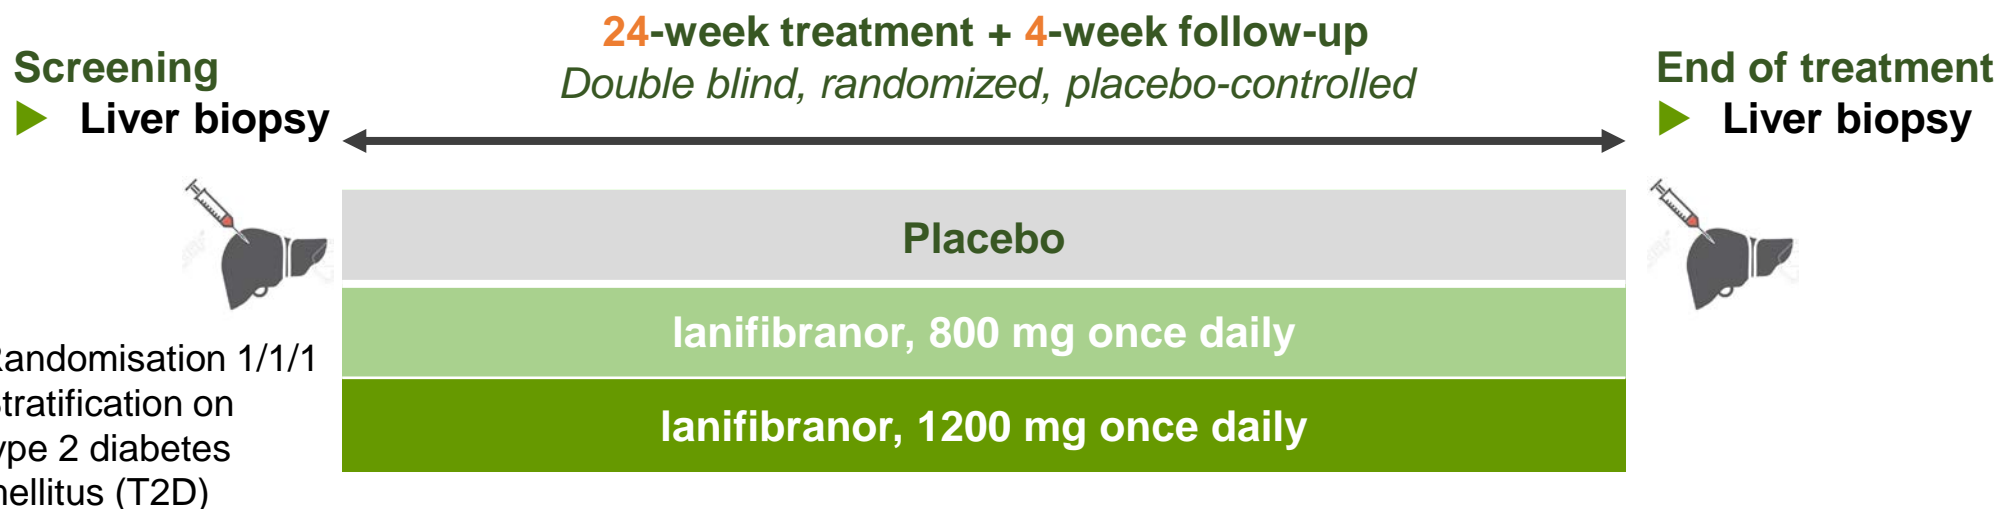 Screening
▶ Liver biopsy
24-week treatment + 4-week follow-up
Double blind, randomized, placebo-controlled
End of treatment
▶ Liver biopsy
Placebo
lanifibranor, 800 mg once daily
lanifibranor, 1200 mg once daily
andomisation 1/1/1
tratification on
ype 2 diabetes
ellitus (T2D)